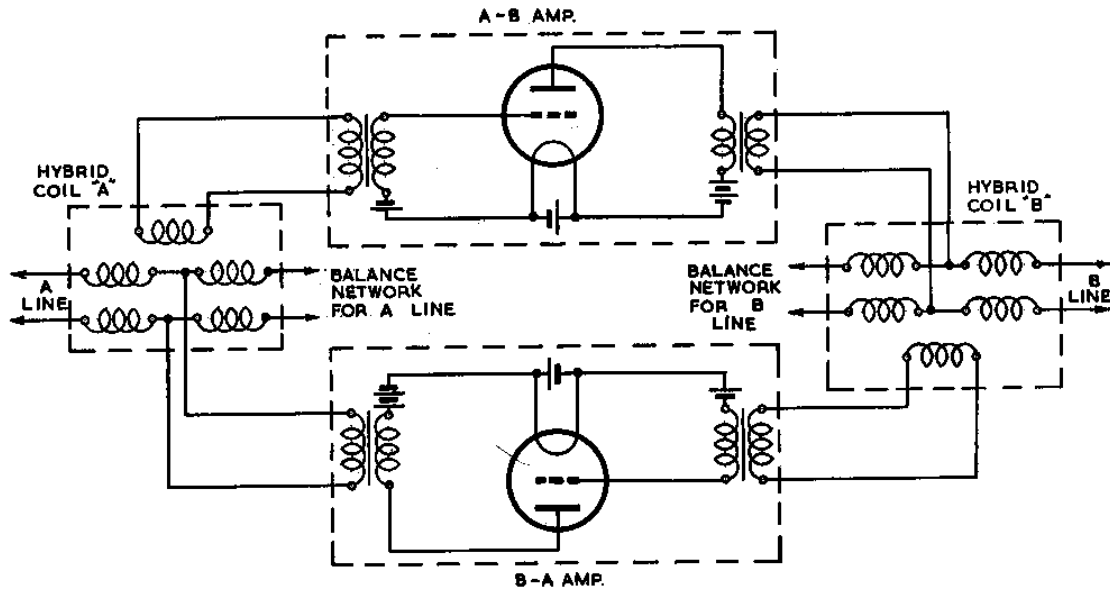 A-B AMP.
HYBRID
COIL "A"
HYBRID
COIL "B"
A
LINE
BALANCE
NETWORK
FOR A LINE
BALANCE
NETWORK
FOR B
LINE
B
LINE
B-A AMP.